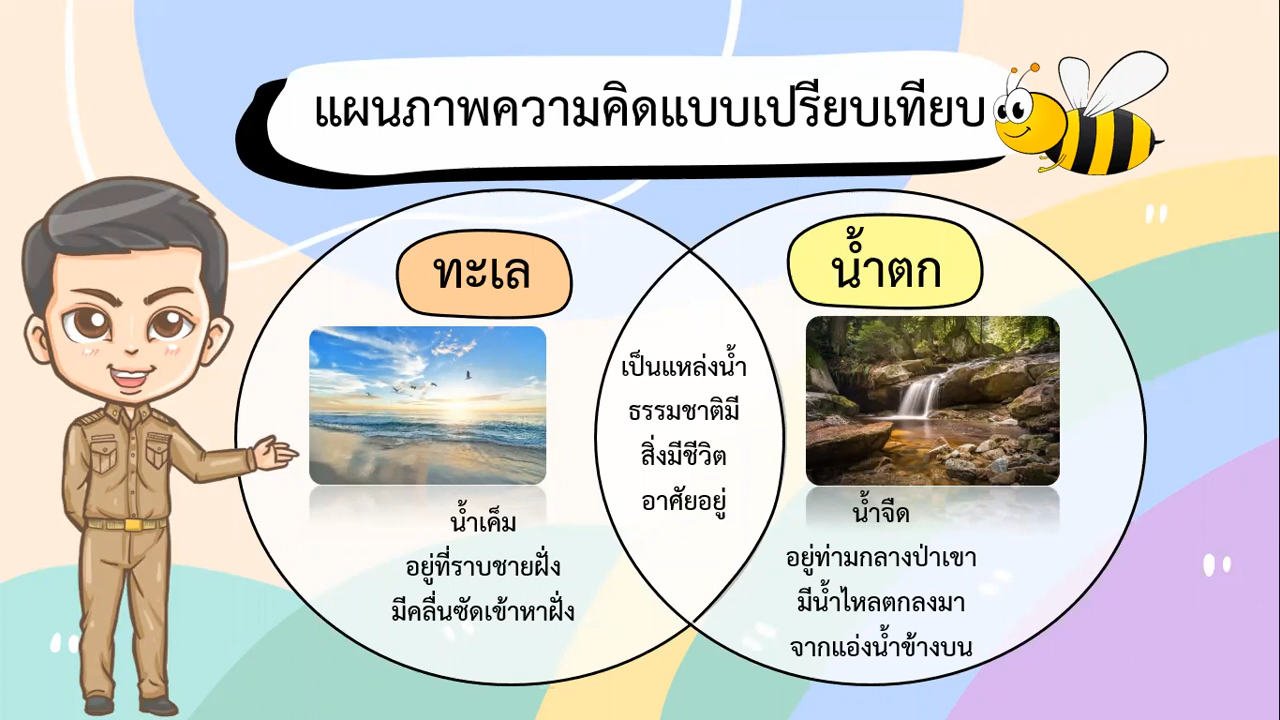 แผนภาพความคิดแบบเปรียบเทียบ
ทะเล
น้ำเค็ม
อยู่ที่ราบชายฝั่ง
มีคลื่นซัดเข้าหาฝั่ง
เป็นแหล่งน้ำ
ธรรมชาติมี
สิ่งมีชีวิต
อาศัยอยู่
น้ำตก
น้ำจืด
อยู่ท่ามกลางป่าเขา
มีน้ำไหลตกลงมา
จากแอ่งน้ำข้างบน